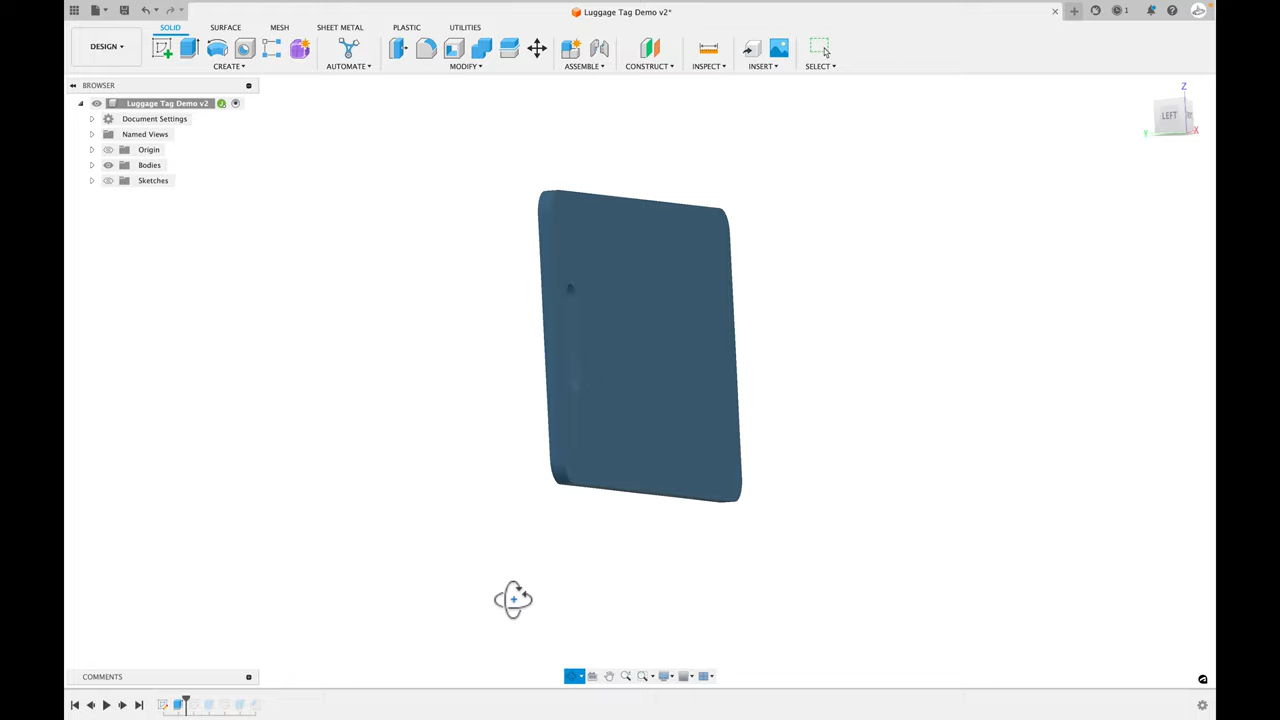 Luggage Tag Demo v2*
1
SOLID SURFACE MESH SHEET METAL PLASTIC UTILITIES
DESIGN
CREATE AUTOMATE MODIFY ASSEMBLE CONSTRUCT INSPECT INSERT SELECT
BROWSER
Luggage Tag Demo v2
Document Settings
Named Views
Origin
Bodies
Sketches
Z
LEFT
Y
X
COMMENTS